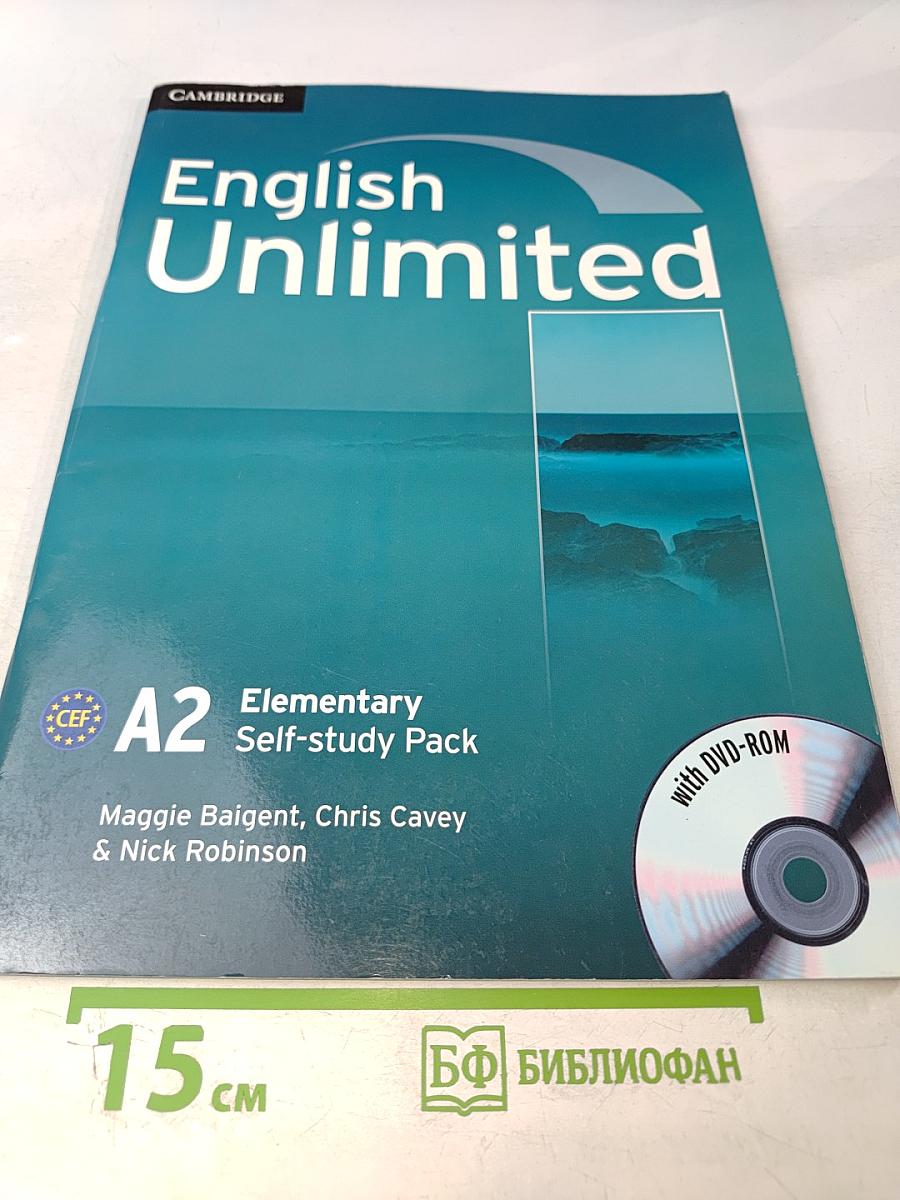 CAMBRIDGE
English
Unlimited
CEF
A2
Elementary
Self-study Pack
Maggie Baigent, Chris Cavey
& Nick Robinson
with DVD-ROM
15 см
БФ БИБЛИОФАН